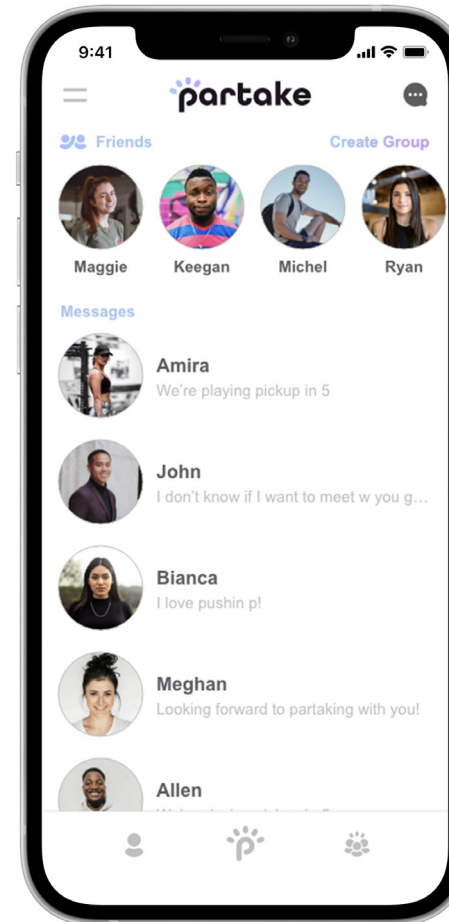 9:41
partake
Friends
Create Group
Maggie
Keegan
Michel
Ryan
Messages
Amira
We're playing pickup in 5
John
I don't know if I want to meet w you g…
Bianca
I love pushin p!
Meghan
Looking forward to partaking with you!
Allen